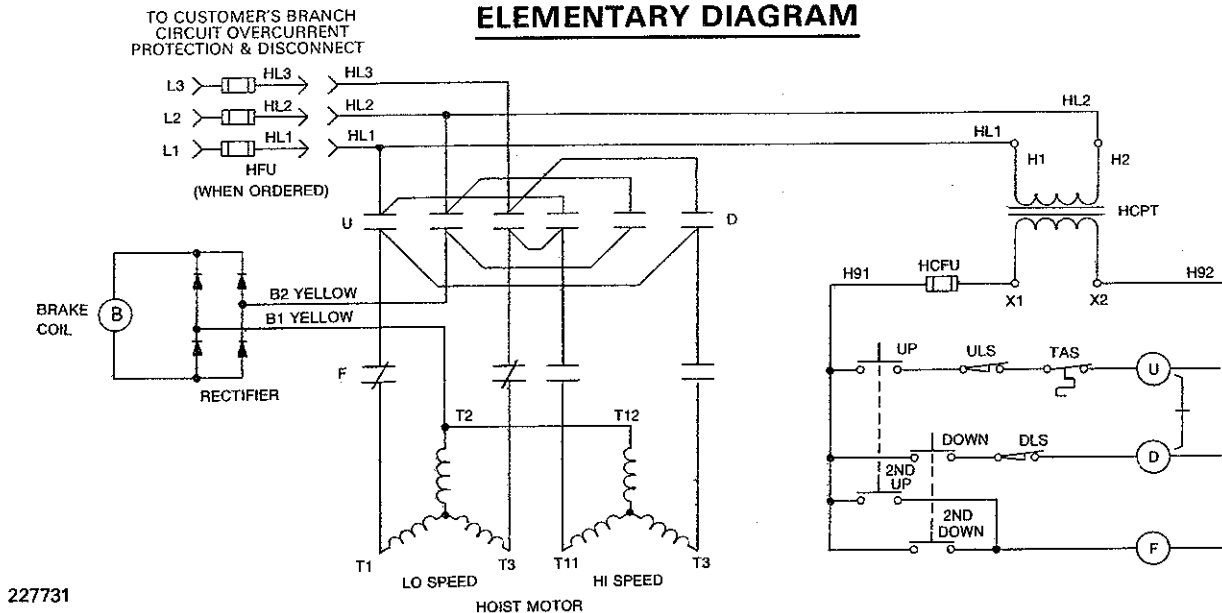 ELEMENTARY DIAGRAM
TO CUSTOMER'S BRANCH
CIRCUIT OVERCURRENT
PROTECTION & DISCONNECT
L3 HL3 HL3
L2 HL2 HL2 HL2
L1 HL1 HL1 HL1
HFU
(WHEN ORDERED)
H1 H2
HCPT
U D
H91 HCFU X1 X2 H92
B2 YELLOW
BRAKE
COIL
B
B1 YELLOW
RECTIFIER
F
UP ULS TAS U
T2 T12
DOWN DLS D
2ND
UP
2ND
DOWN
F
T1 T3 T11 T3
LO SPEED HI SPEED
HOIST MOTOR
227731